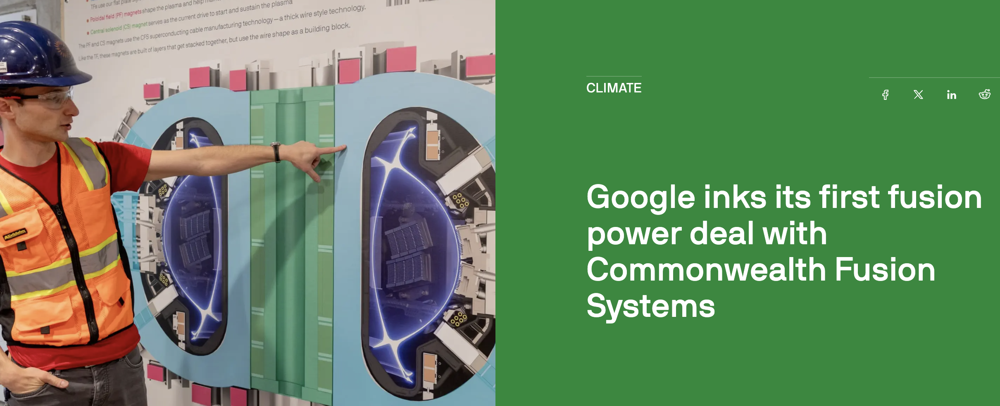 TFs use our flat plate
Poloidal field (PF) magnets shape the plasma and help
Central solenoid (CS) magnet serves as the current drive to start and sustain the plasma
The PF and CS magnets use the CFS superconducting cable manufacturing technology—a thick wire style technology.
Like the TF, these magnets are built of layers that get stacked together, but use the wire shape as a building block.
KwikSafety
CLIMATE
Google inks its first fusion
power deal with
Commonwealth Fusion
Systems